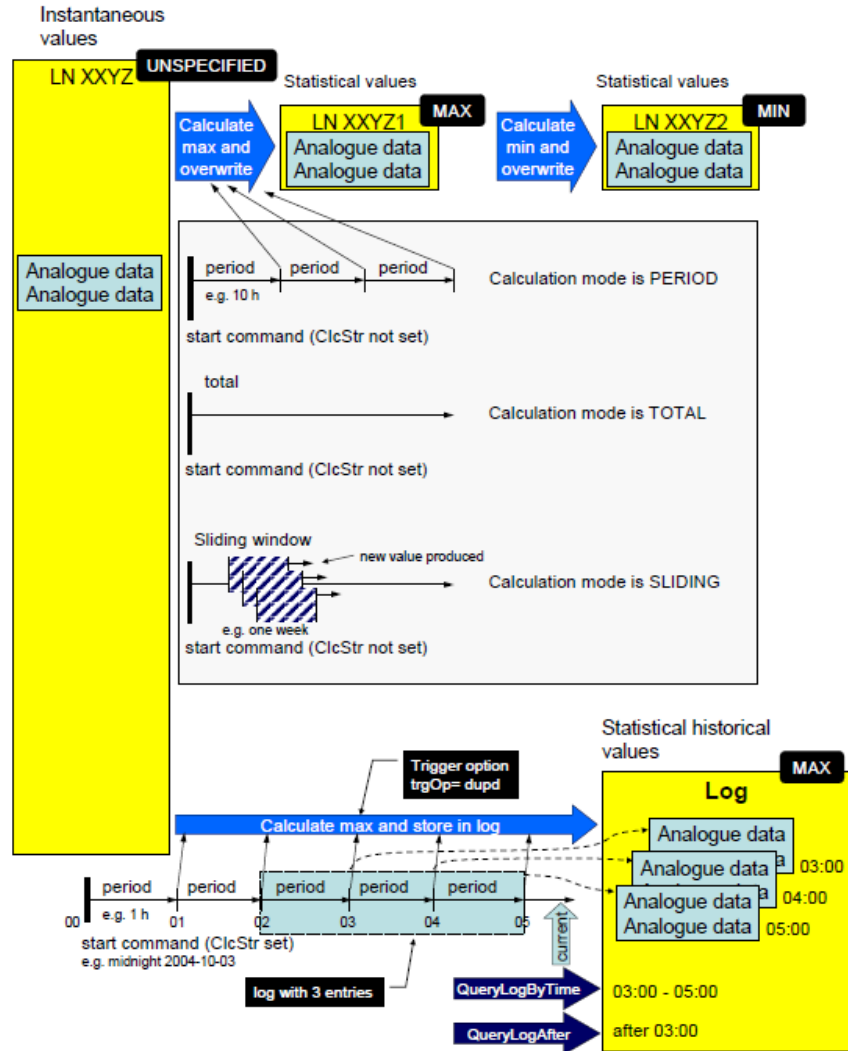 Instantaneous
values
LN XXYZ
UNSPECIFIED
Statistical values
Statistical values
Calculate
max and
overwrite
LN XXYZ1
MAX
Analogue data
Analogue data
Calculate
min and
overwrite
LN XXYZ2
MIN
Analogue data
Analogue data
Analogue data
Analogue data
period
period
period
e.g. 10 h
Calculation mode is PERIOD
start command (ClcStr not set)
total
Calculation mode is TOTAL
start command (ClcStr not set)
Sliding window
new value produced
Calculation mode is SLIDING
e.g. one week
start command (ClcStr not set)
Statistical historical
values
MAX
Log
Trigger option
trgOp= dupd
Calculate max and store in log
Analogue data
03:00
Analogue data
04:00
Analogue data
Analogue data
05:00
period
period
period
period
period
e.g. 1 h
00
01
02
03
04
05
start command (ClcStr set)
e.g. midnight 2004-10-03
current
log with 3 entries
QueryLogByTime
03:00 - 05:00
QueryLogAfter
after 03:00